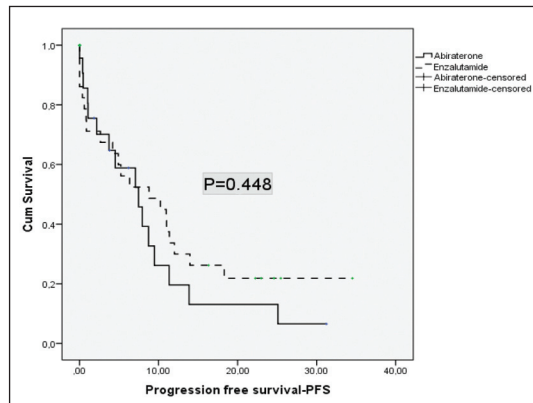 1,0
0,8
0,6
0,4
0,2
0,0
Cum Survival
P=0.448
,00 10,00 20,00 30,00 40,00
Progression free survival-PFS
Abiraterone
Enzalutamide
Abiraterone-censored
Enzalutamide-censored